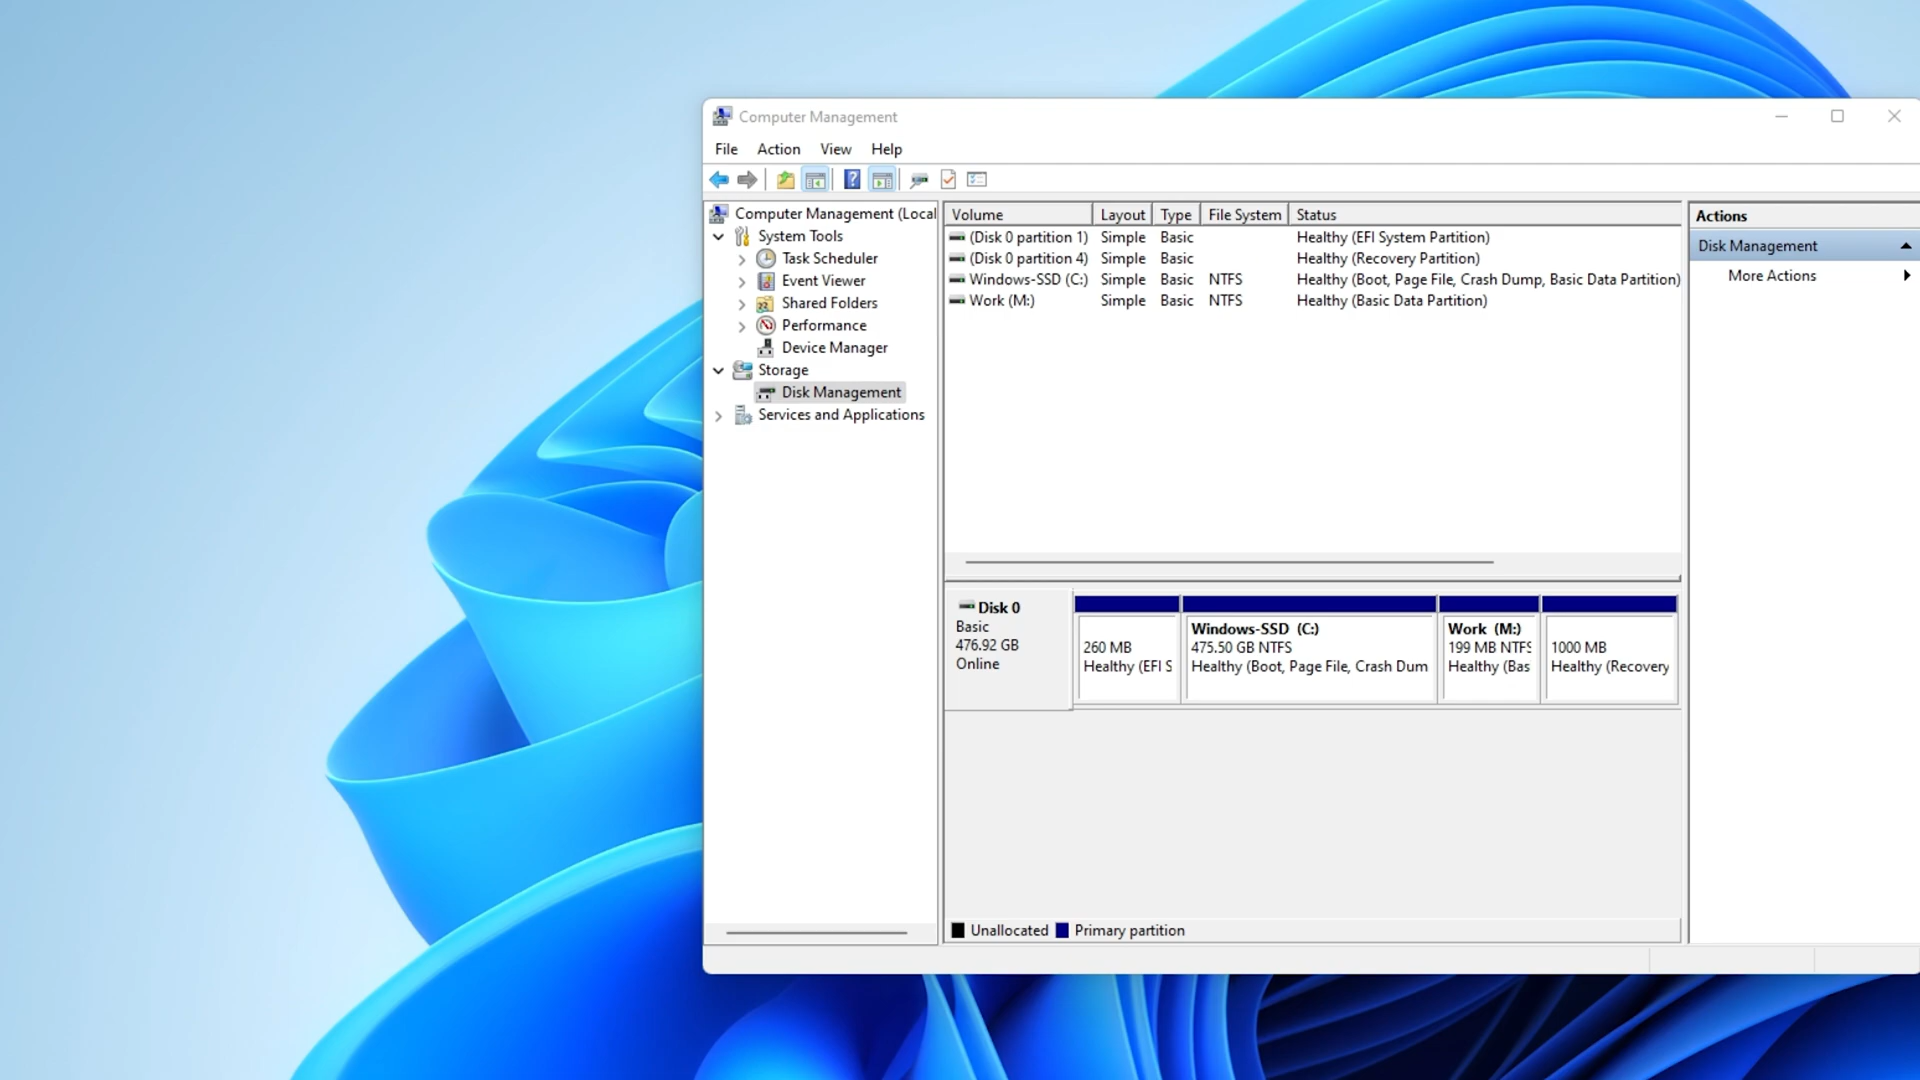 Computer Management
File Action View Help
Computer Management (Local
System Tools
Task Scheduler
Event Viewer
Shared Folders
Performance
Device Manager
Storage
Disk Management
Services and Applications
Volume Layout Type File System Status
(Disk 0 partition 1) Simple Basic Healthy (EFI System Partition)
(Disk 0 partition 4) Simple Basic Healthy (Recovery Partition)
Windows-SSD (C:) Simple Basic NTFS Healthy (Boot, Page File, Crash Dump, Basic Data Partition)
Work (M:) Simple Basic NTFS Healthy (Basic Data Partition)
Disk 0
Basic
476.92 GB
Online
260 MB
Healthy (EFI S
Windows-SSD (C:)
475.50 GB NTFS
Healthy (Boot, Page File, Crash Dum
Work (M:)
199 MB NTFS
Healthy (Bas
1000 MB
Healthy (Recovery
Unallocated Primary partition
Actions
Disk Management
More Actions